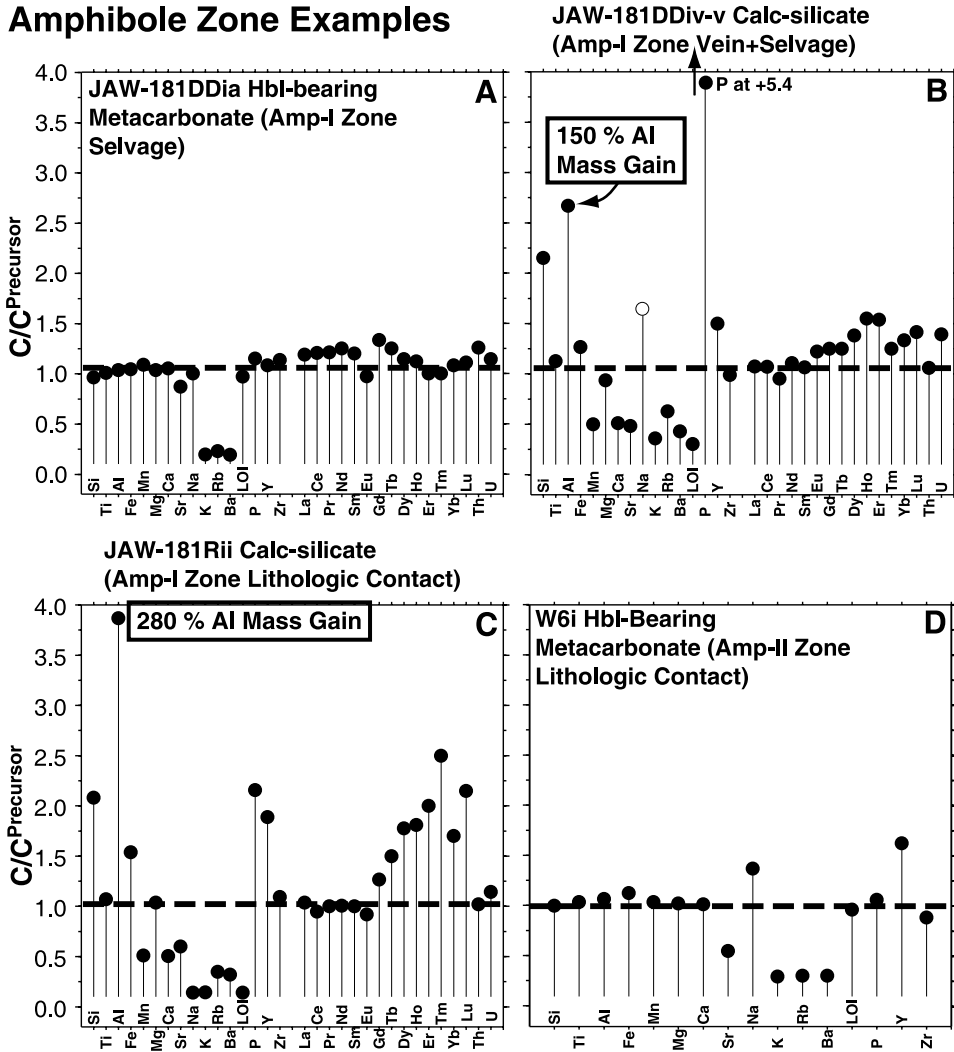 Amphibole Zone Examples
JAW-181DDiv-v Calc-silicate
(Amp-I Zone Vein+Selvage)
C/C^Precursor
4.0
3.5
3.0
2.5
2.0
1.5
1.0
0.5
0.0
JAW-181DDia Hbl-bearing
Metacarbonate (Amp-I Zone
Selvage)
A
Si Ti Al Fe Mn Mg Ca Sr Na K Rb Ba LOI P Y Zr La Ce Pr Nd Sm Eu Gd Tb Dy Ho Er Tm Yb Lu Th U
B
P at +5.4
150 % Al
Mass Gain
Si Ti Al Fe Mn Mg Ca Sr Na K Rb Ba LOI P Y Zr La Ce Pr Nd Sm Eu Gd Tb Dy Ho Er Tm Yb Lu Th U
JAW-181Rii Calc-silicate
(Amp-I Zone Lithologic Contact)
C/C^Precursor
4.0
3.5
3.0
2.5
2.0
1.5
1.0
0.5
0.0
280 % Al Mass Gain
C
Si Ti Al Fe Mn Mg Ca Sr Na K Rb Ba LOI P Y Zr La Ce Pr Nd Sm Eu Gd Tb Dy Ho Er Tm Yb Lu Th U
W6i Hbl-Bearing
Metacarbonate (Amp-II Zone
Lithologic Contact)
D
Si Ti Al Fe Mn Mg Ca Sr Na K Rb Ba LOI P Y Zr